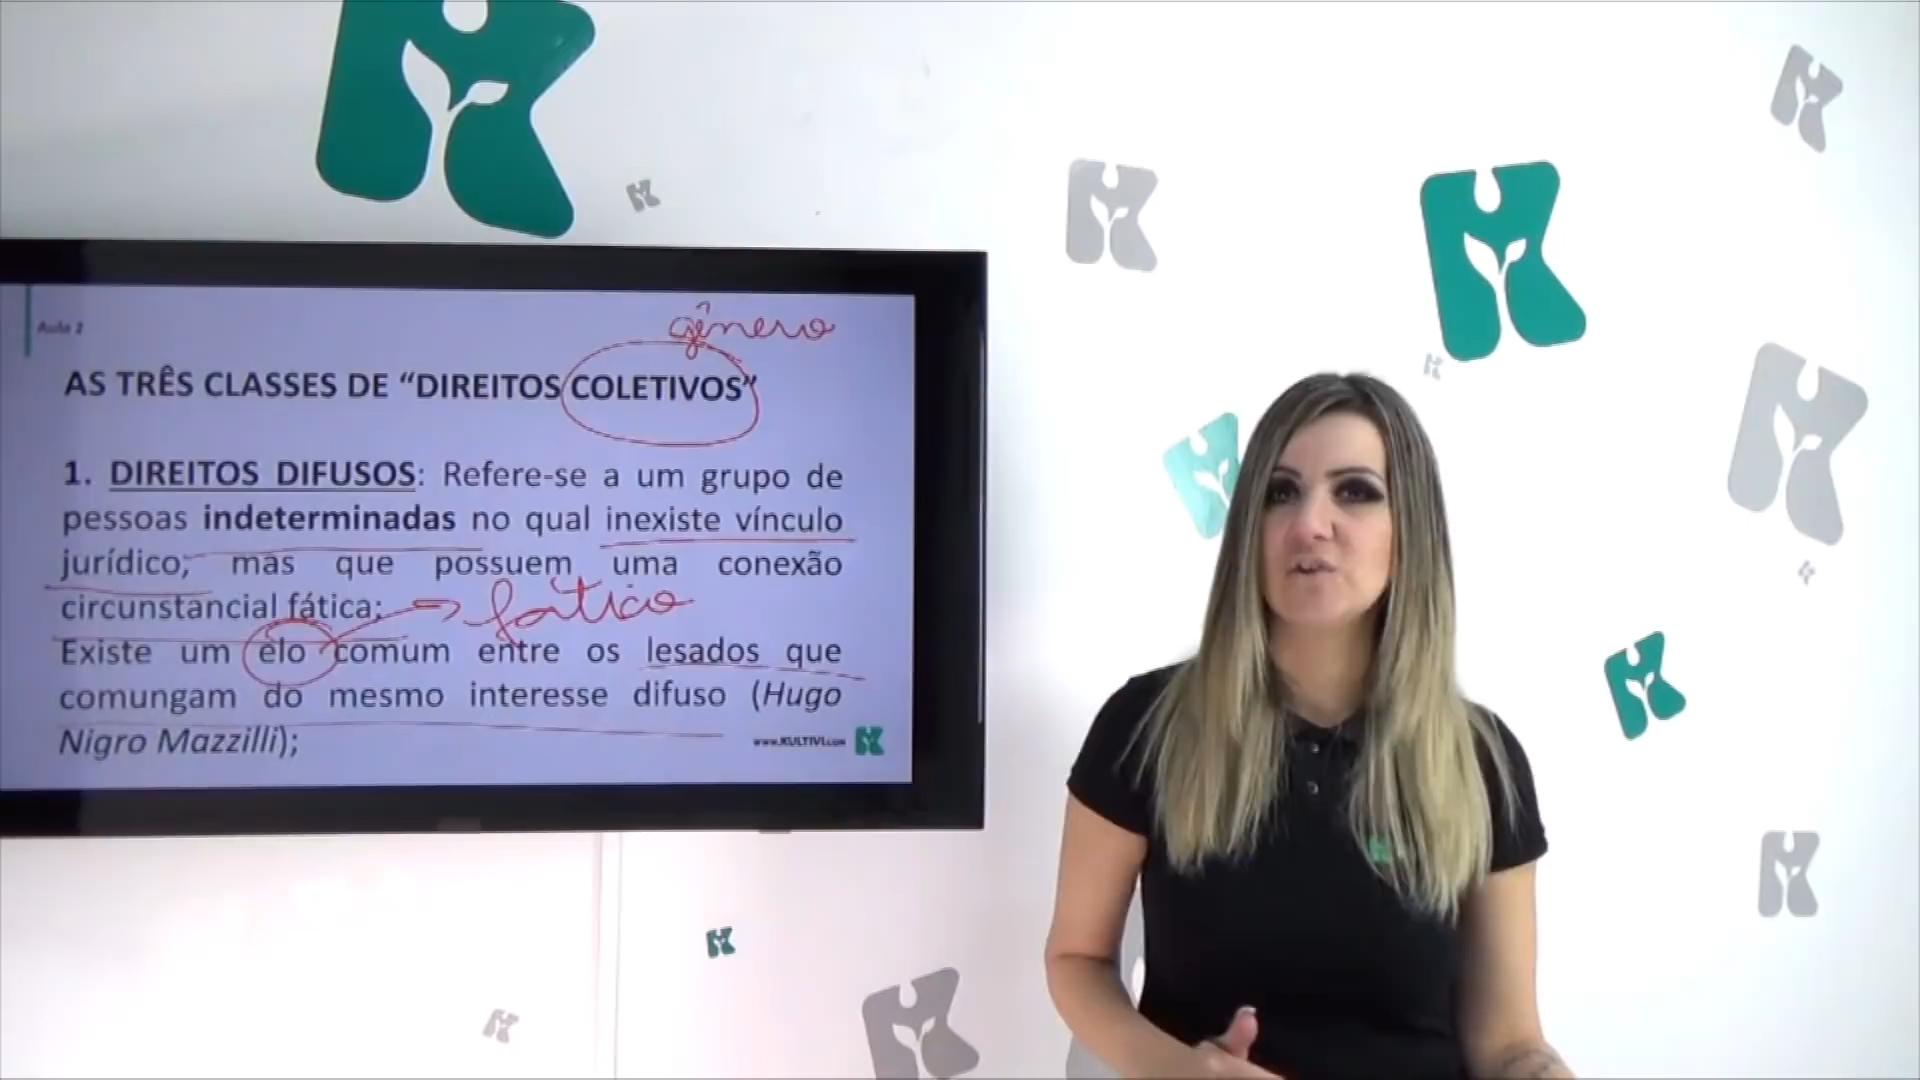 Aula 2
gênero
AS TRÊS CLASSES DE “DIREITOS COLETIVOS”
1. DIREITOS DIFUSOS: Refere-se a um grupo de
pessoas indeterminadas no qual inexiste vínculo
jurídico; mas que possuem uma conexão
circunstancial fática;
fático
Existe um elo comum entre os lesados que
comungam do mesmo interesse difuso (Hugo
Nigro Mazzilli);
www.KULTIVI.com